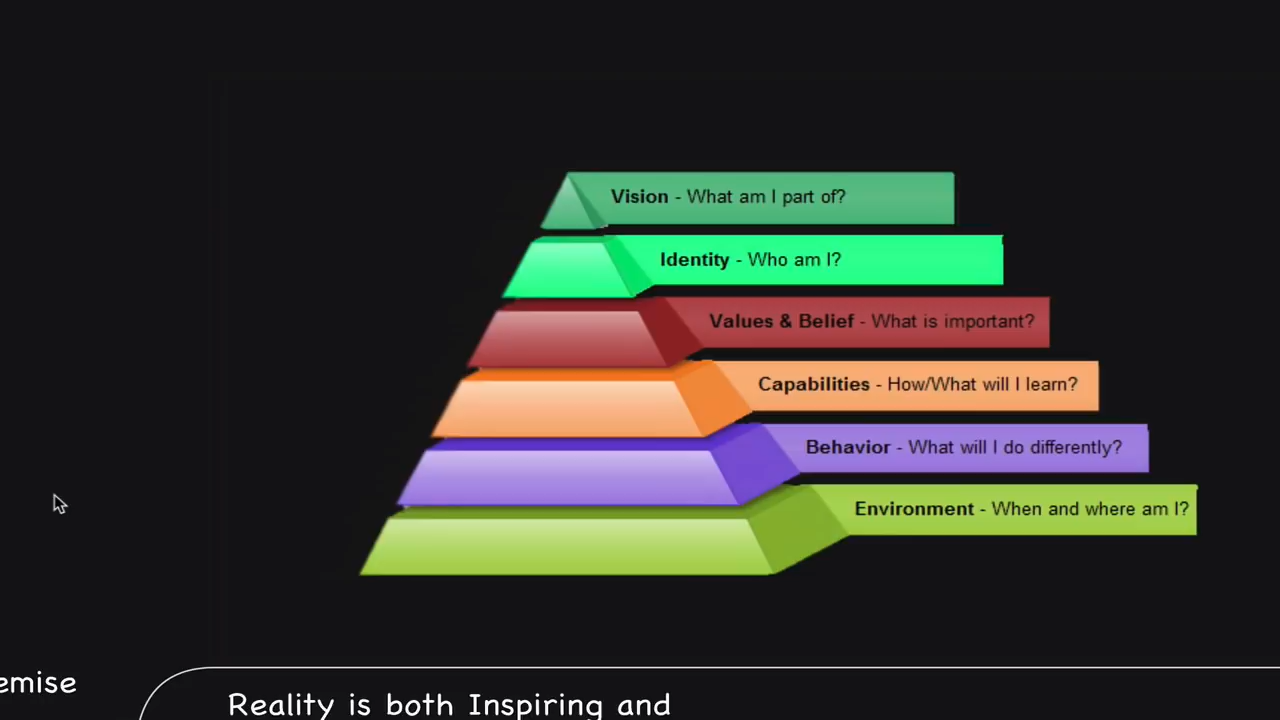 Vision - What am I part of?
Identity - Who am I?
Values & Belief - What is important?
Capabilities - How/What will I learn?
Behavior - What will I do differently?
Environment - When and where am I?
emise
Reality is both Inspiring and